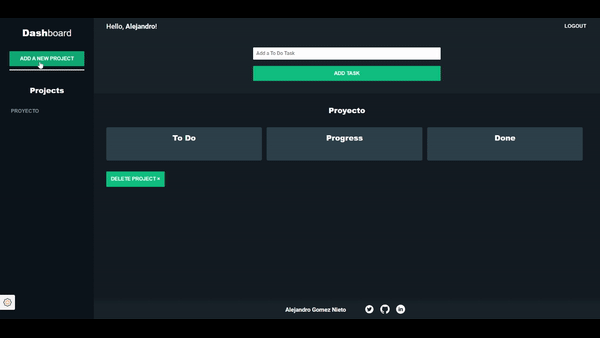 Dashboard
ADD A NEW PROJECT
Projects
PROYECTO
Hello, Alejandro!
LOGOUT
Add a To Do Task
ADD TASK
Proyecto
To Do
Progress
Done
DELETE PROJECT ×
Alejandro Gomez Nieto